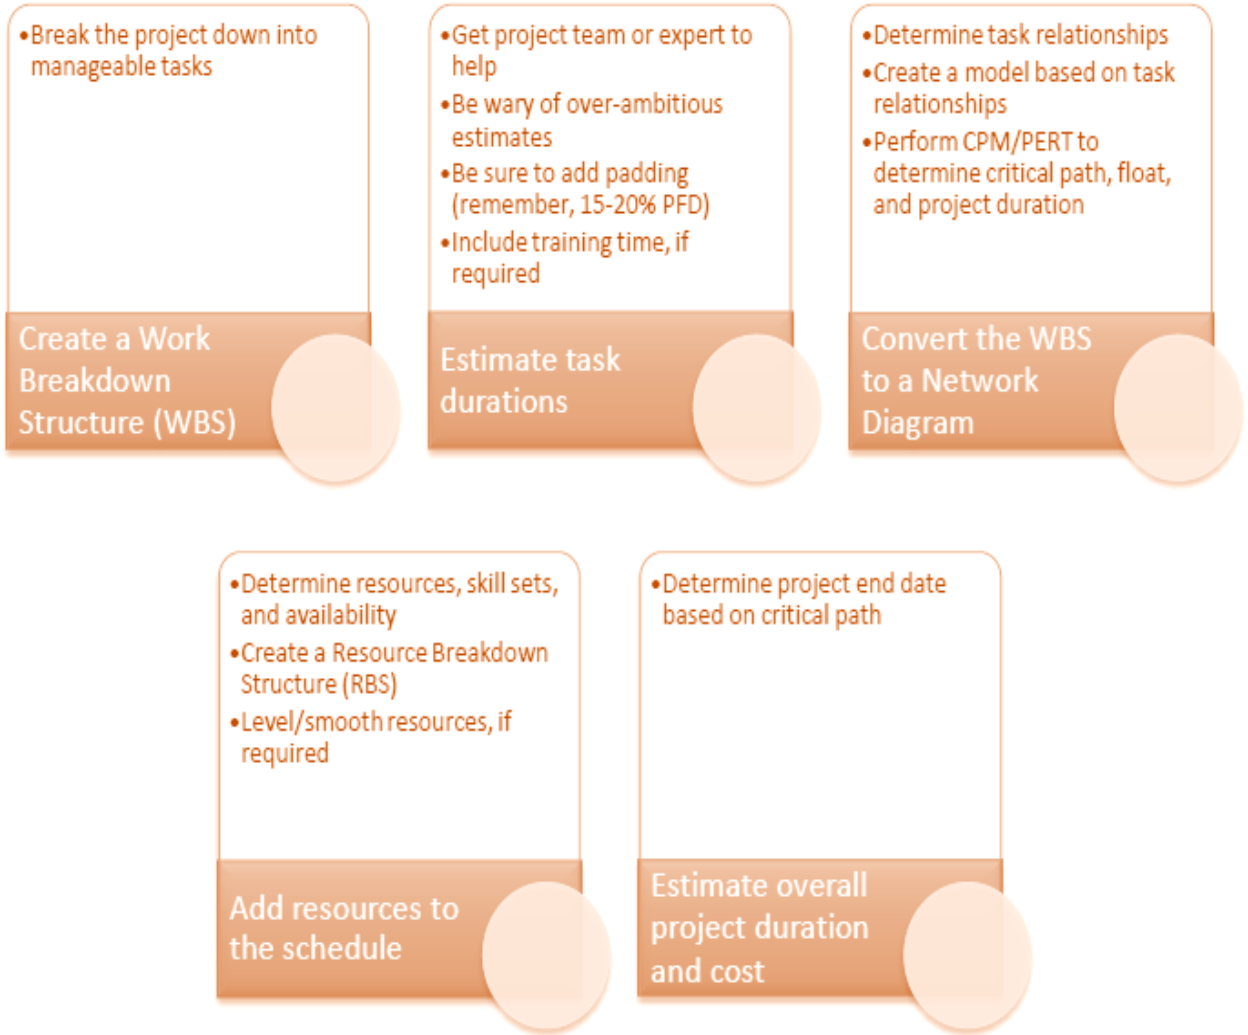 •Break the project down into
manageable tasks
Create a Work
Breakdown
Structure (WBS)
•Get project team or expert to
help
•Be wary of over-ambitious
estimates
•Be sure to add padding
(remember, 15-20% PFD)
•Include training time, if
required
Estimate task
durations
•Determine task relationships
•Create a model based on task
relationships
•Perform CPM/PERT to
determine critical path, float,
and project duration
Convert the WBS
to a Network
Diagram
•Determine resources, skill sets,
and availability
•Create a Resource Breakdown
Structure (RBS)
•Level/smooth resources, if
required
Add resources to
the schedule
•Determine project end date
based on critical path
Estimate overall
project duration
and cost